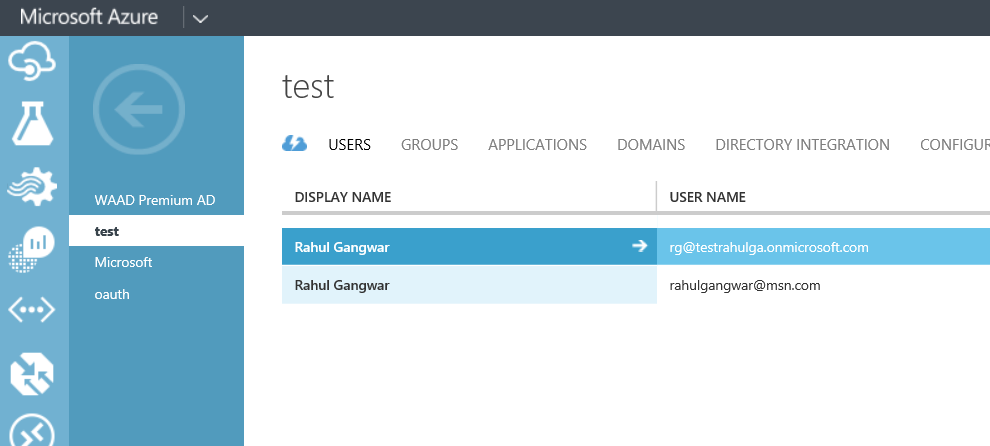 Microsoft Azure
WAAD Premium AD
test
Microsoft
oauth
test
USERS GROUPS APPLICATIONS DOMAINS DIRECTORY INTEGRATION CONFIGUR
DISPLAY NAME USER NAME
Rahul Gangwar rg@testrahulga.onmicrosoft.com
Rahul Gangwar rahulgangwar@msn.com